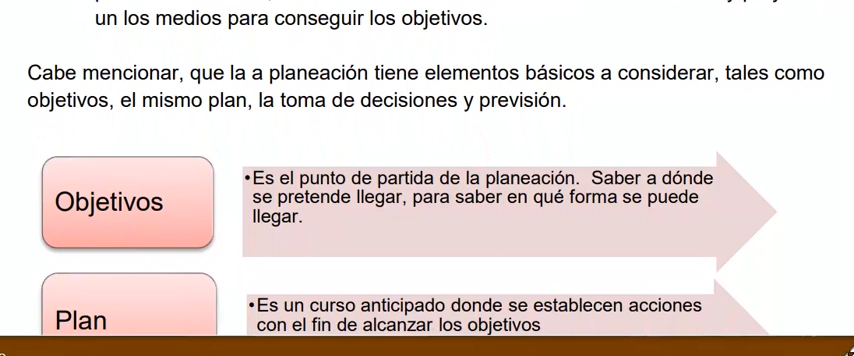 un los medios para conseguir los objetivos.
Cabe mencionar, que la a planeación tiene elementos básicos a considerar, tales como
objetivos, el mismo plan, la toma de decisiones y previsión.
Objetivos
•Es el punto de partida de la planeación. Saber a dónde
se pretende llegar, para saber en qué forma se puede
llegar.
Plan
•Es un curso anticipado donde se establecen acciones
con el fin de alcanzar los objetivos